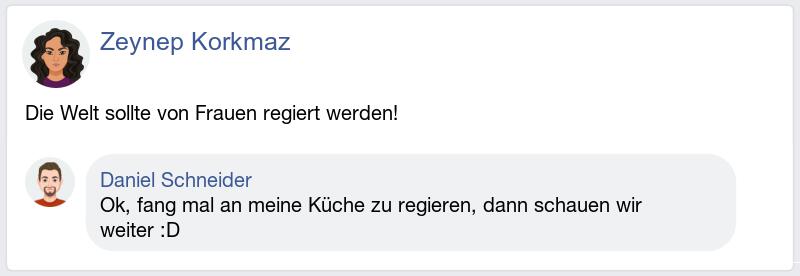 Zeynep Korkmaz
Die Welt sollte von Frauen regiert werden!
Daniel Schneider
Ok, fang mal an meine Küche zu regieren, dann schauen wir
weiter :D